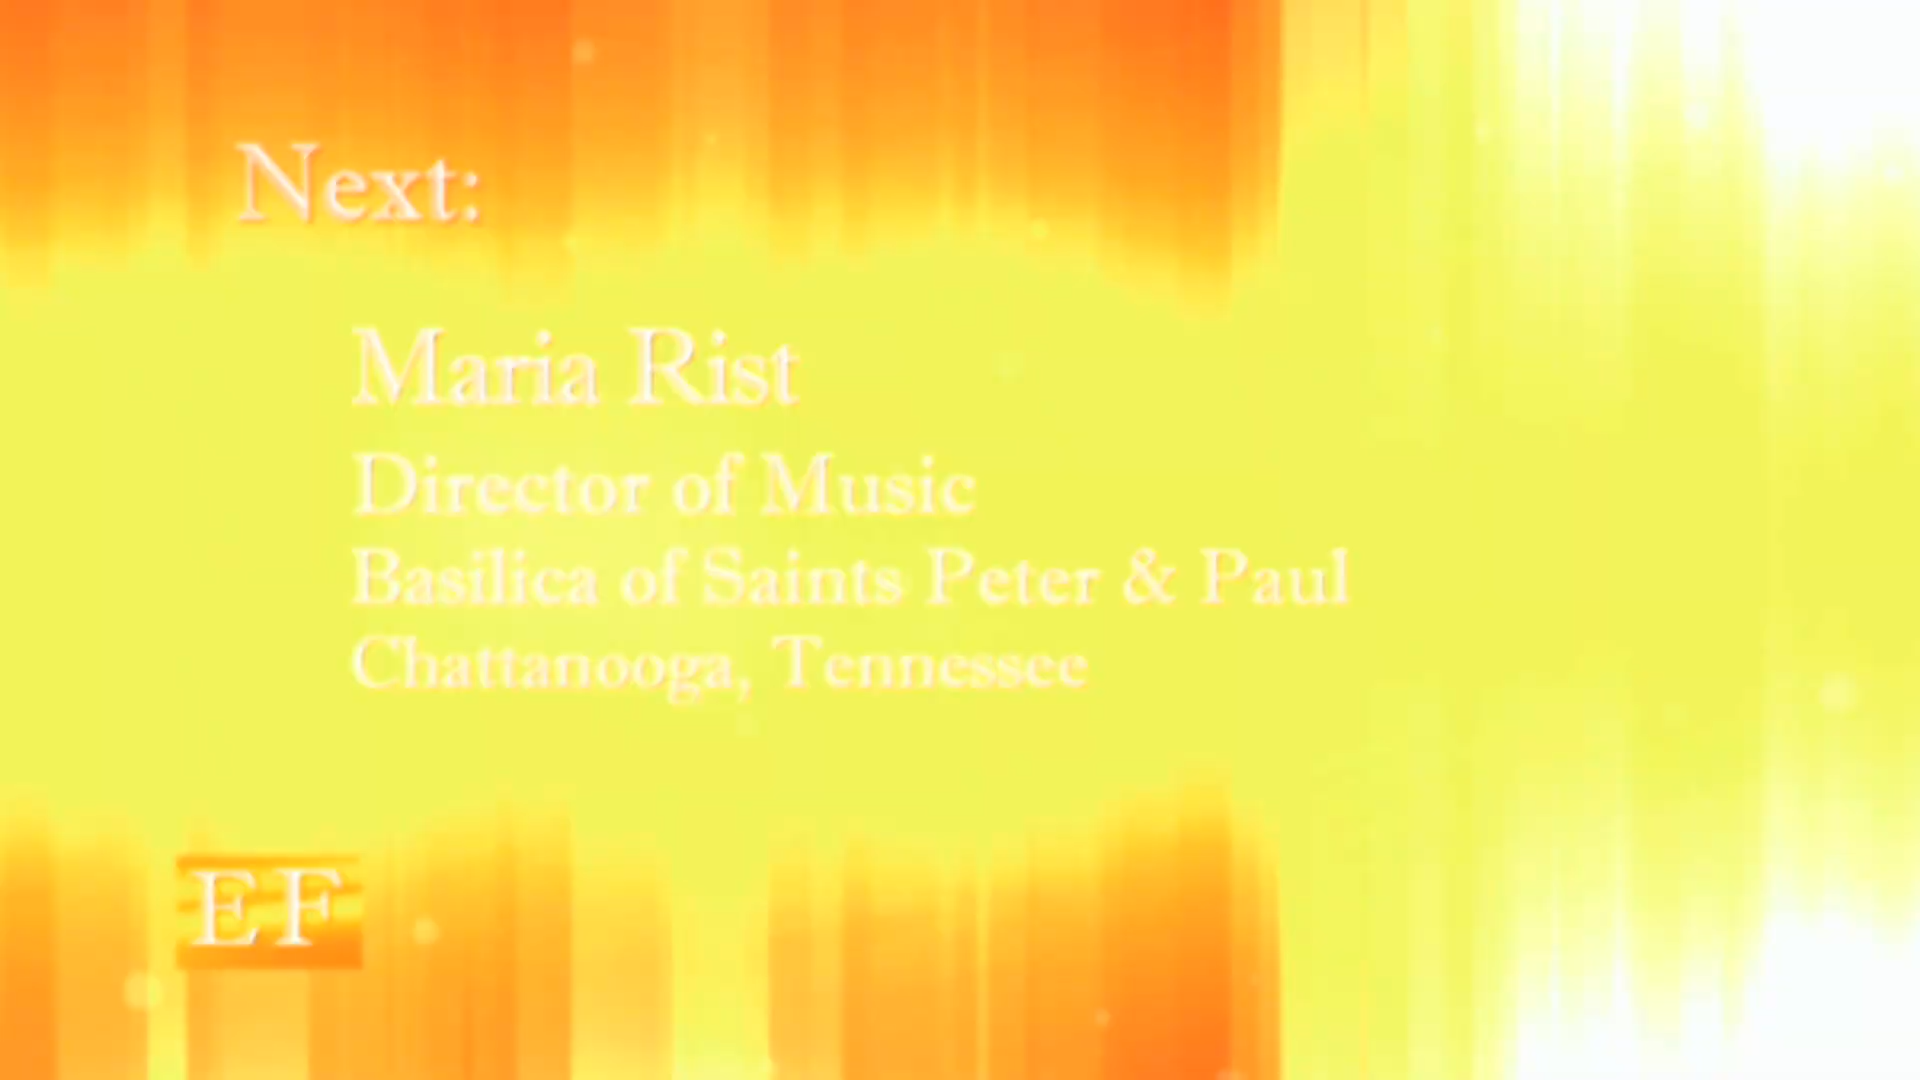 Next:
Maria Rist
Director of Music
Basilica of Saints Peter & Paul
Chattanooga, Tennessee
EF